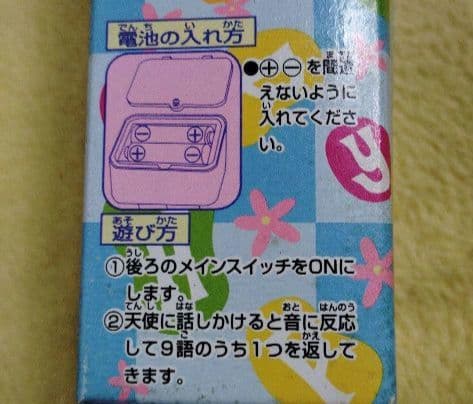 電池の入れ方
●⊕⊖を間違
えないように
入れてくださ
い。
遊び方
①後ろのメインスイッチをONに
します。
②天使に話しかけると音に反応
して9語のうち1つを返して
きます。